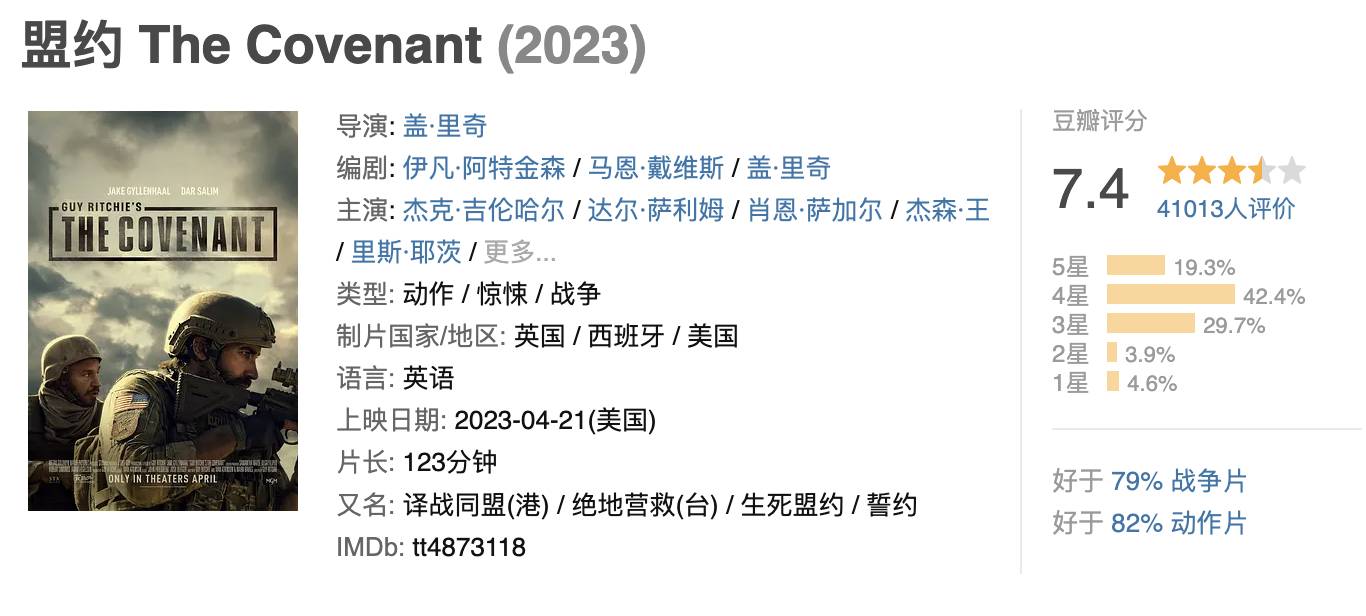 盟约 The Covenant (2023)
JAKE GYLLENHAAL DAR SALIM
GUY RITCHIE'S
THE COVENANT
ONLY IN THEATERS APRIL
MGM
导演: 盖·里奇
编剧: 伊凡·阿特金森 / 马恩·戴维斯 / 盖·里奇
主演: 杰克·吉伦哈尔 / 达尔·萨利姆 / 肖恩·萨加尔 / 杰森·王
/ 里斯·耶茨 / 更多...
类型: 动作 / 惊悚 / 战争
制片国家/地区: 英国 / 西班牙 / 美国
语言: 英语
上映日期: 2023-04-21(美国)
片长: 123分钟
又名: 译战同盟(港) / 绝地营救(台) / 生死盟约 / 誓约
IMDb: tt4873118
豆瓣评分
7.4
41013人评价
5星 19.3%
4星 42.4%
3星 29.7%
2星 3.9%
1星 4.6%
好于 79% 战争片
好于 82% 动作片